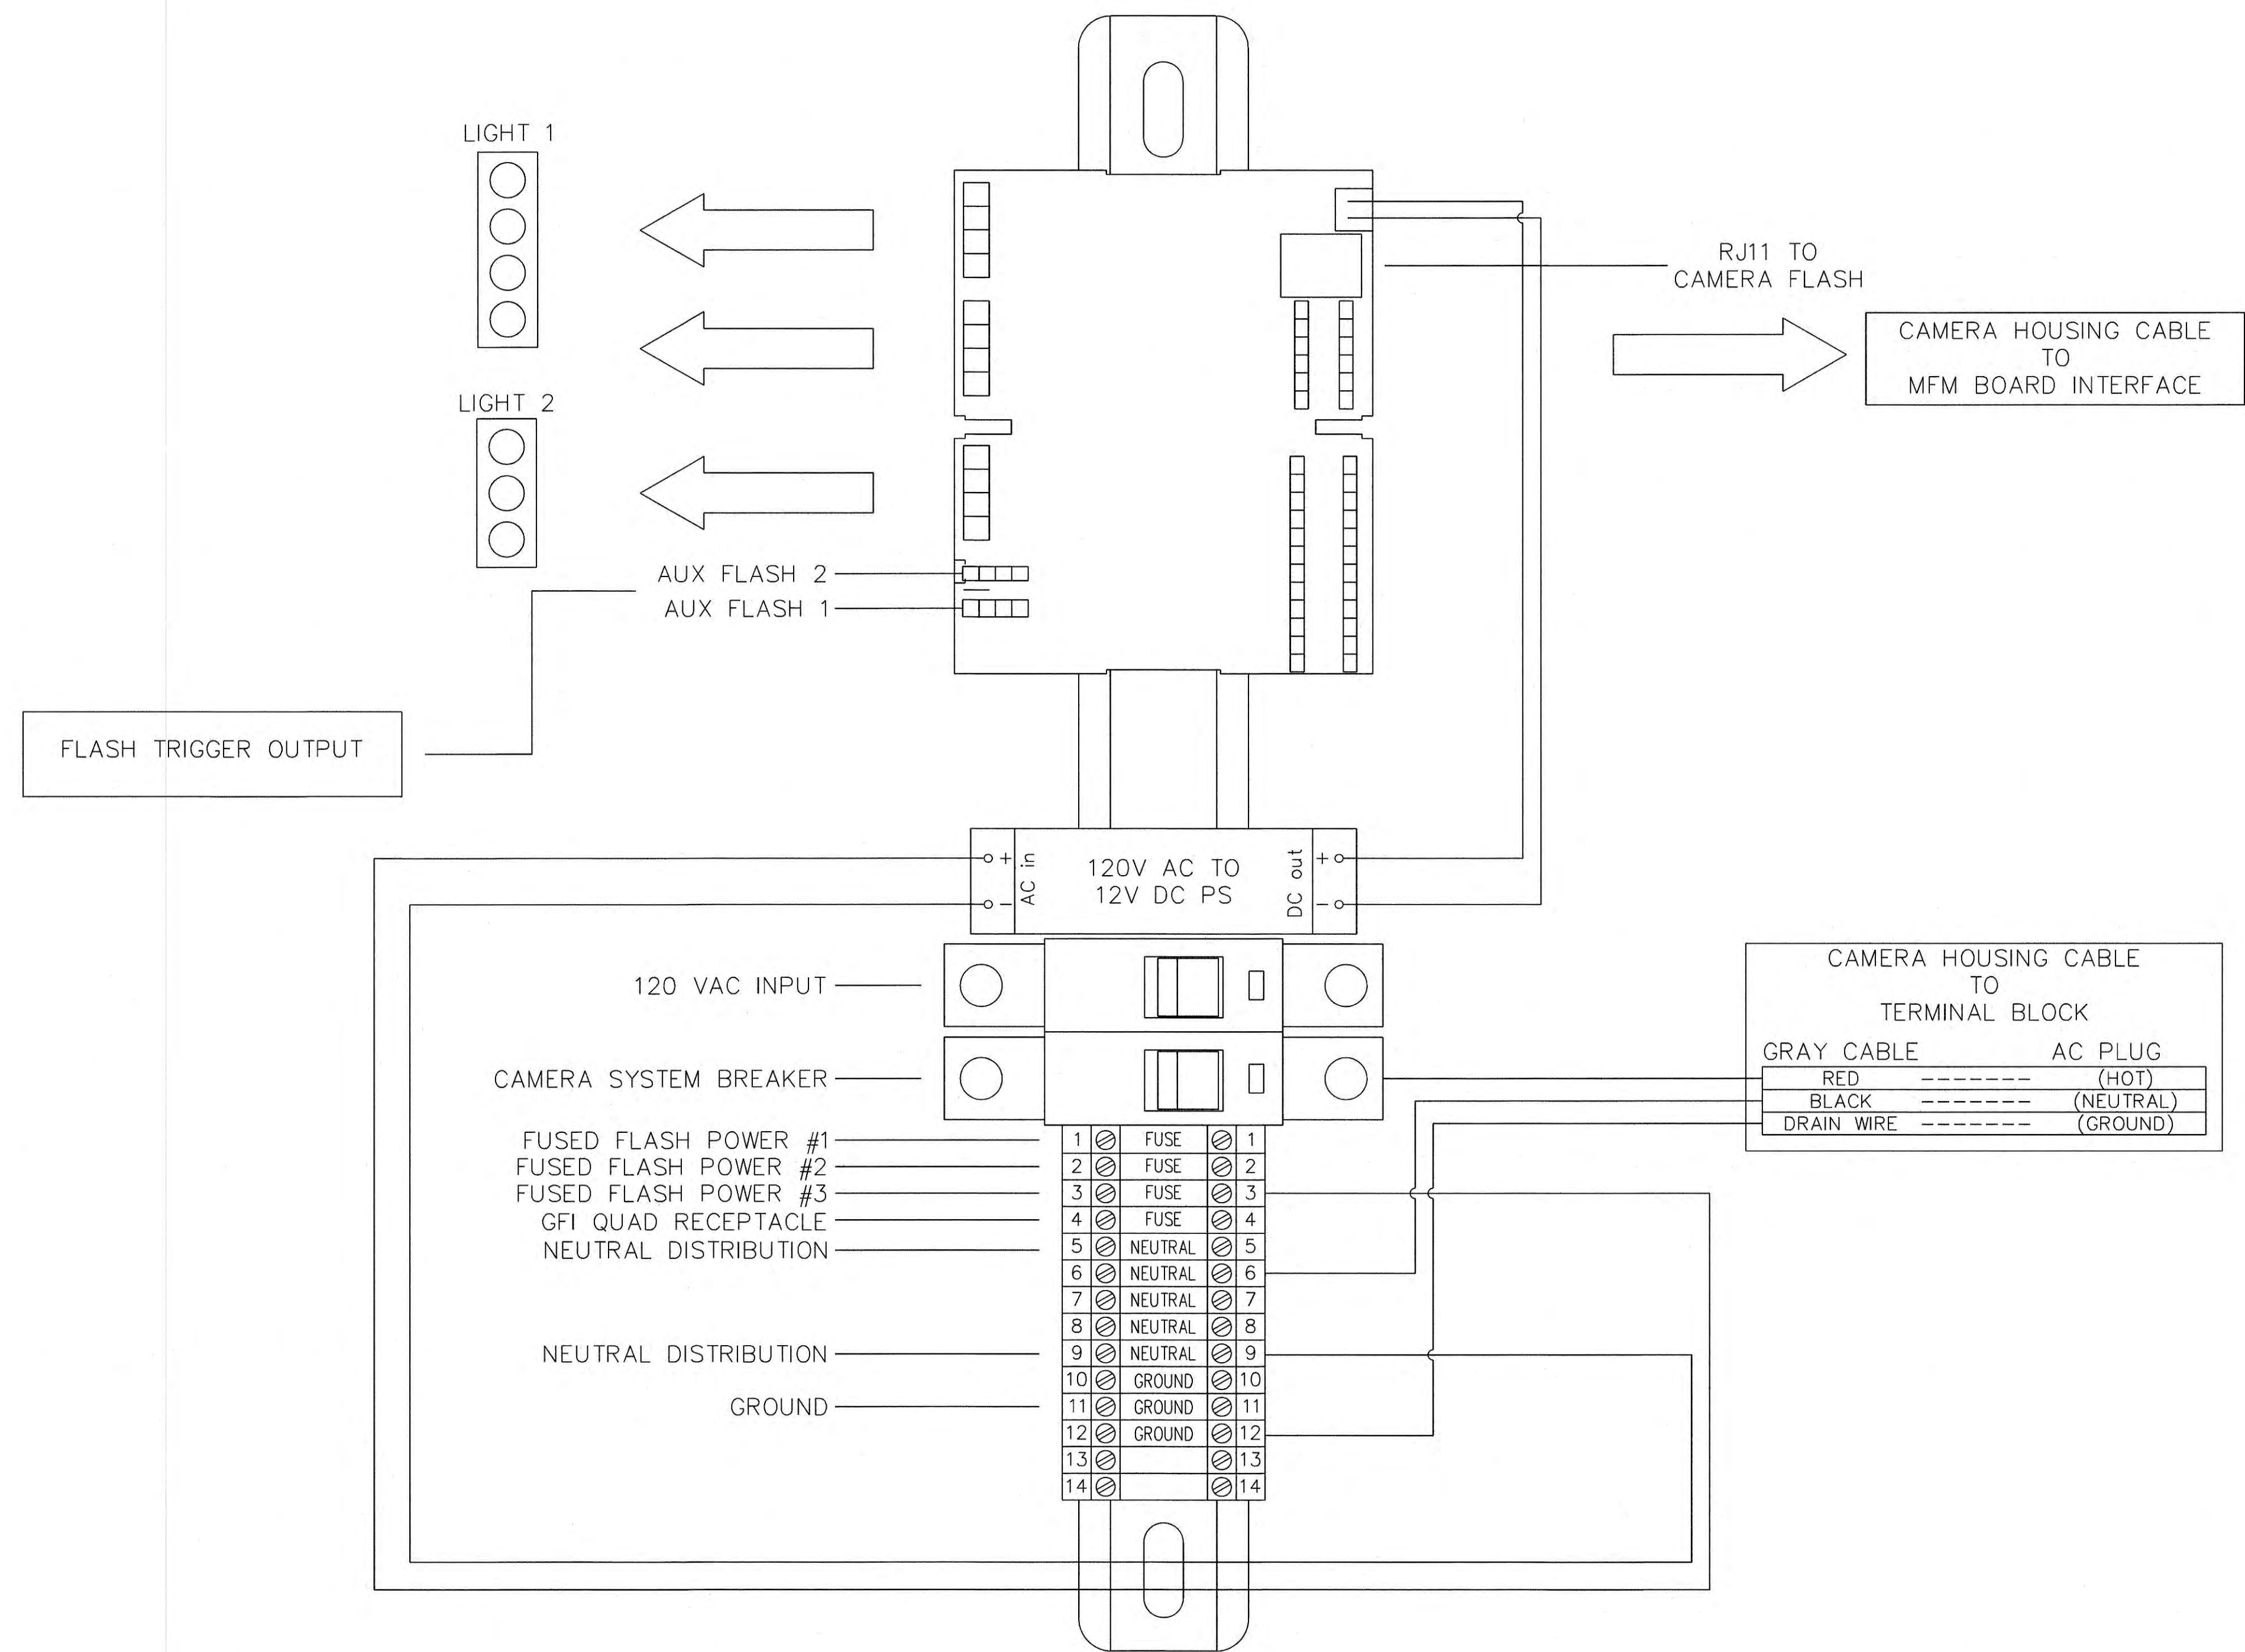 LIGHT 1
RJ11 TO
CAMERA FLASH
CAMERA HOUSING CABLE
TO
MFM BOARD INTERFACE
LIGHT 2
AUX FLASH 2
AUX FLASH 1
FLASH TRIGGER OUTPUT
+ AC in -
120V AC TO
12V DC PS
DC out + -
120 VAC INPUT
CAMERA SYSTEM BREAKER
CAMERA HOUSING CABLE
TO
TERMINAL BLOCK
GRAY CABLE AC PLUG
RED ------- (HOT)
BLACK ------- (NEUTRAL)
DRAIN WIRE ------- (GROUND)
FUSED FLASH POWER #1 1 FUSE 1
FUSED FLASH POWER #2 2 FUSE 2
FUSED FLASH POWER #3 3 FUSE 3
GFI QUAD RECEPTACLE 4 FUSE 4
NEUTRAL DISTRIBUTION 5 NEUTRAL 5
6 NEUTRAL 6
7 NEUTRAL 7
8 NEUTRAL 8
NEUTRAL DISTRIBUTION 9 NEUTRAL 9
10 GROUND 10
GROUND 11 GROUND 11
12 GROUND 12
13 13
14 14